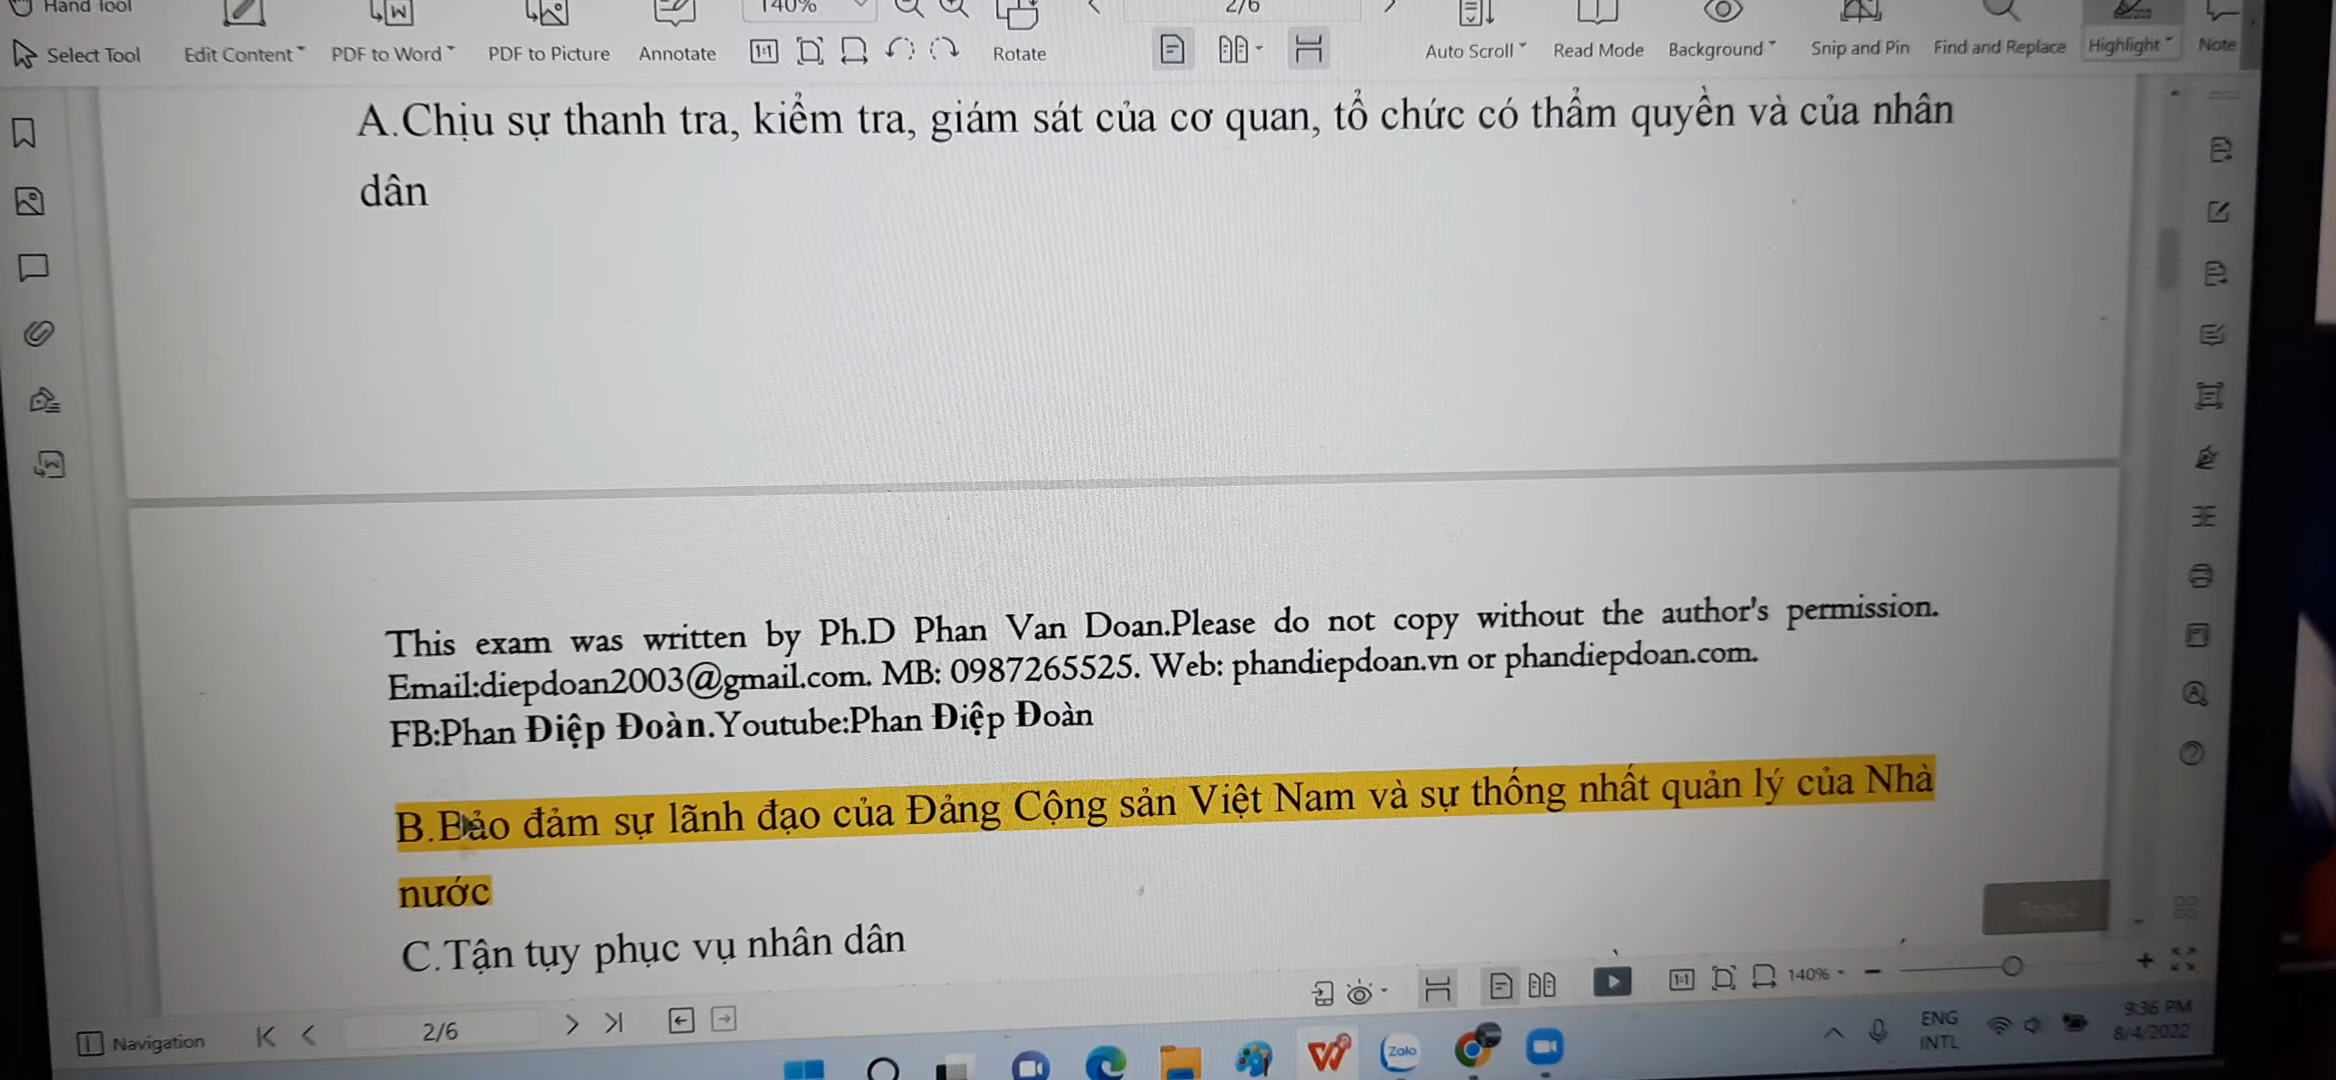 Hand Tool
140%
2/6
Select Tool
Edit Content
PDF to Word
PDF to Picture
Annotate
1:1
Rotate
Auto Scroll
Read Mode
Background
Snip and Pin
Find and Replace
Highlight
Note
A.Chịu sự thanh tra, kiểm tra, giám sát của cơ quan, tổ chức có thẩm quyền và của nhân
dân
This exam was written by Ph.D Phan Van Doan.Please do not copy without the author's permission.
Email:diepdoan2003@gmail.com. MB: 0987265525. Web: phandiepdoan.vn or phandiepdoan.com.
FB:Phan Điệp Đoàn.Youtube:Phan Điệp Đoàn
B.Bảo đảm sự lãnh đạo của Đảng Cộng sản Việt Nam và sự thống nhất quản lý của Nhà
nước
C.Tận tụy phục vụ nhân dân
Page2
1:1
140%
Navigation
2/6
Zalo
ENG
INTL
9:36 PM
8/4/2022